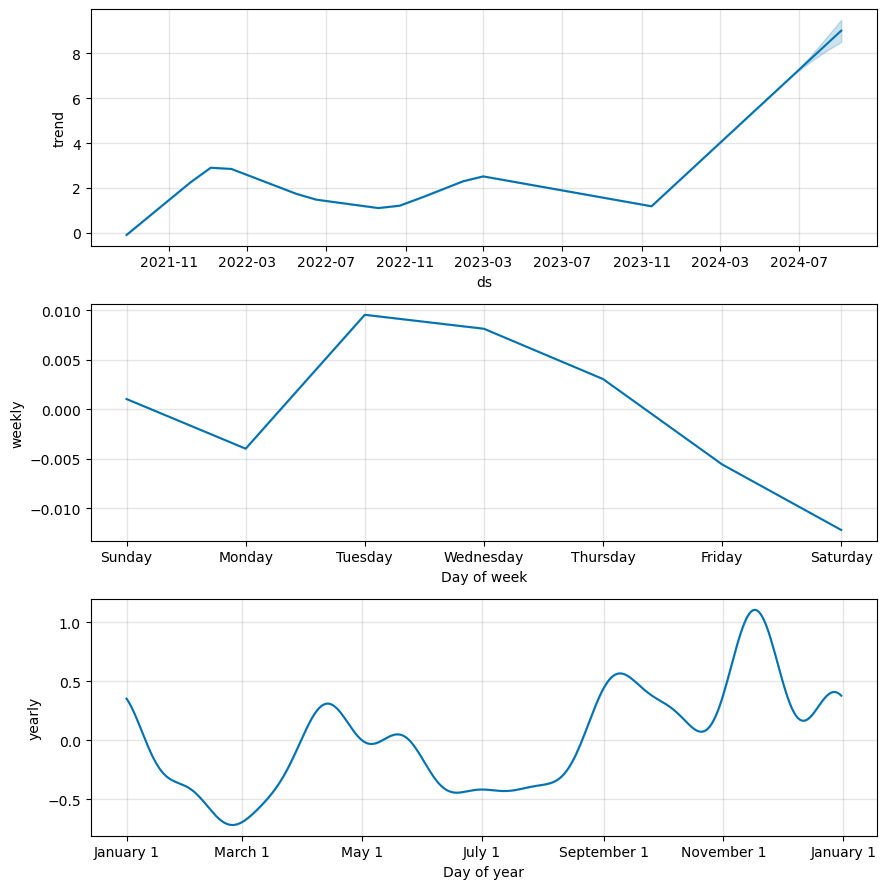 8
6
4
2
0
trend
2021-11 2022-03 2022-07 2022-11 2023-03 2023-07 2023-11 2024-03 2024-07
ds
0.010
0.005
0.000
−0.005
−0.010
weekly
Sunday Monday Tuesday Wednesday Thursday Friday Saturday
Day of week
1.0
0.5
0.0
−0.5
yearly
January 1 March 1 May 1 July 1 September 1 November 1 January 1
Day of year